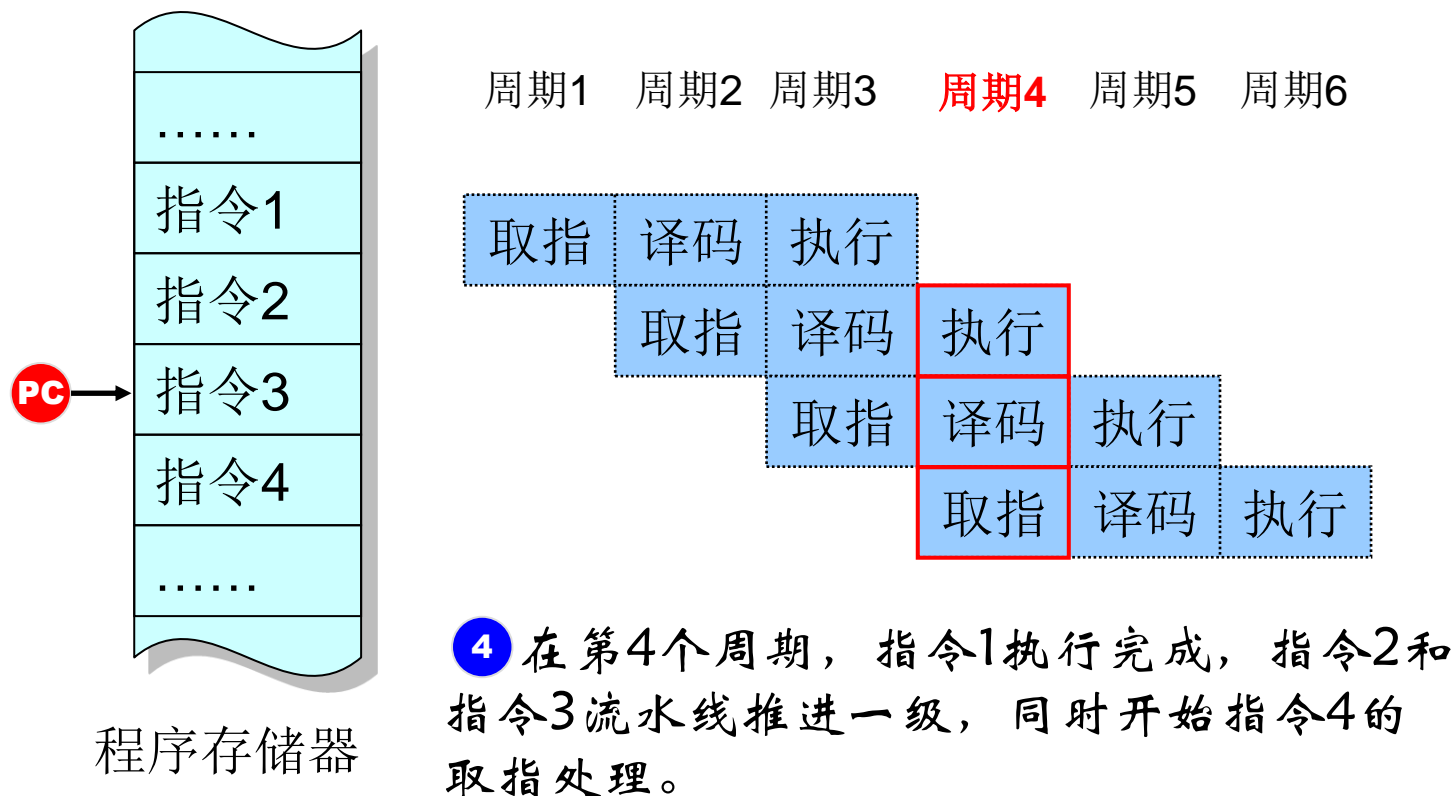 周期1 周期2 周期3 周期4 周期5 周期6
……
指令1
指令2
指令3
指令4
……
PC
程序存储器
取指 译码 执行
取指 译码 执行
取指 译码 执行
取指 译码 执行
4 在第4个周期，指令1执行完成，指令2和
指令3流水线推进一级，同时开始指令4的
取指处理。